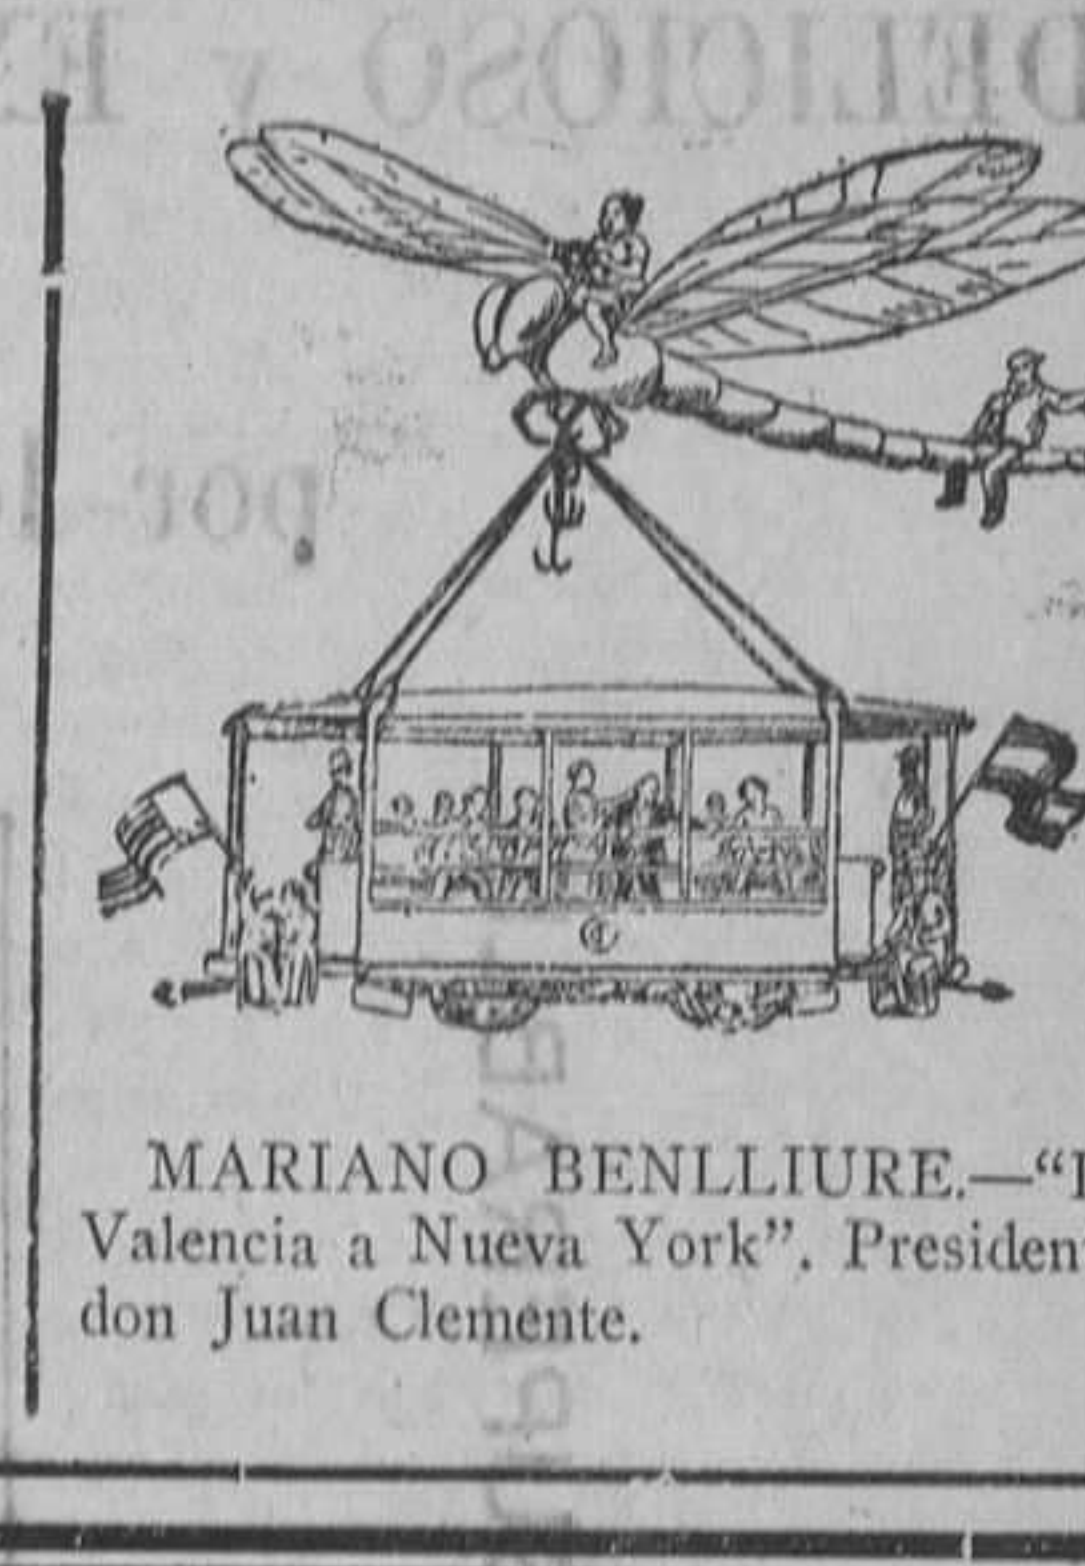 MARIANO BENLLIURE.—“
Valencia a Nueva York”. Presiden
don Juan Clemente.